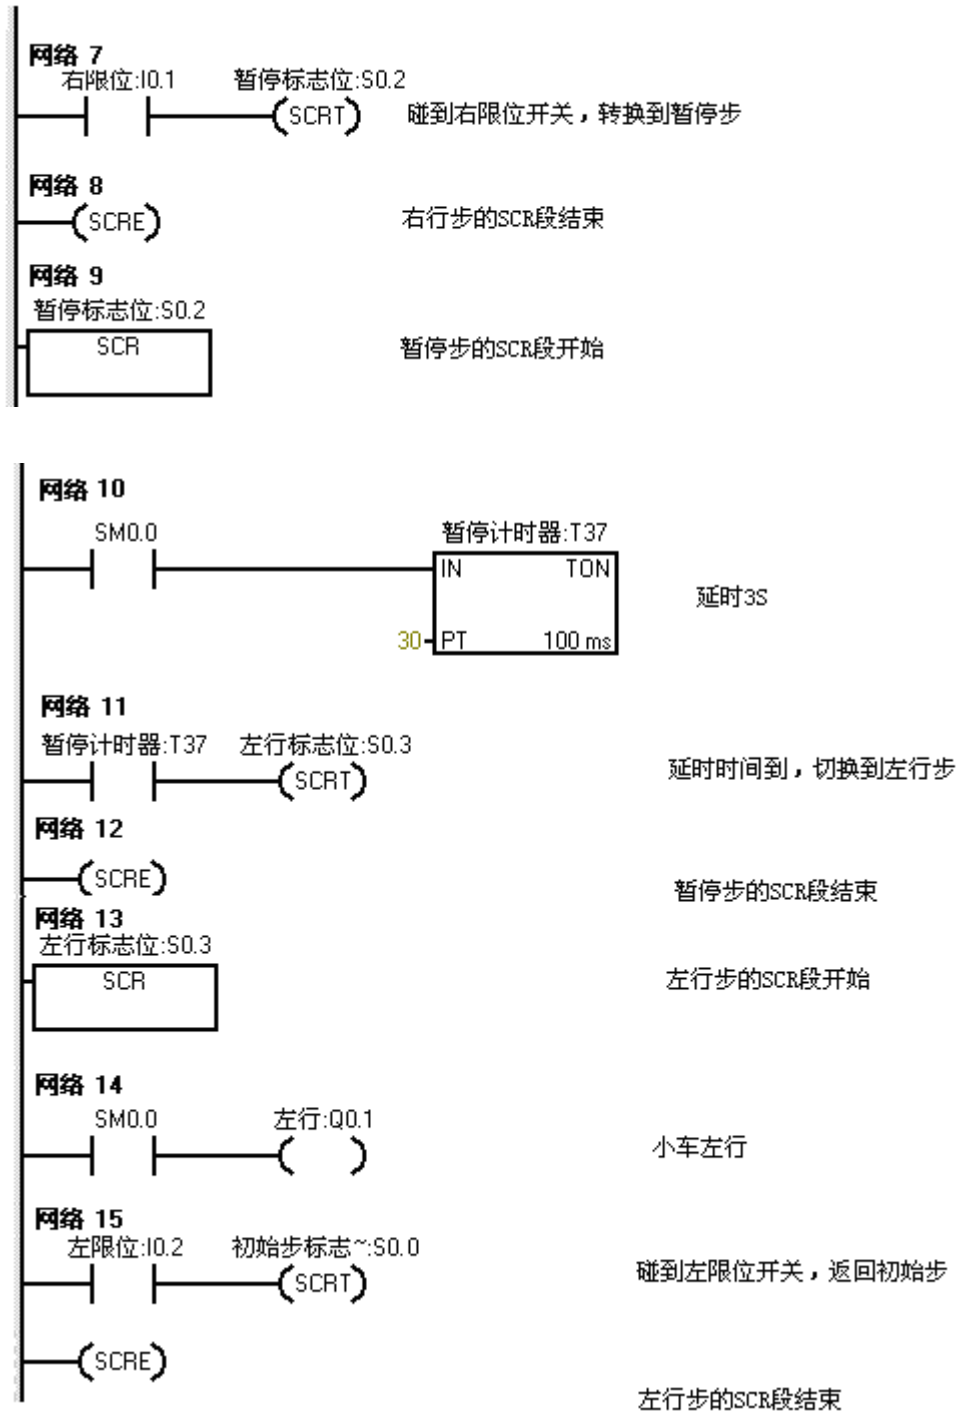 网络 7
右限位:I0.1 暂停标志位:S0.2
SCRT 碰到右限位开关，转换到暂停步
网络 8
SCRE 右行步的SCR段结束
网络 9
暂停标志位:S0.2
SCR 暂停步的SCR段开始
网络 10
SM0.0 暂停计时器:T37
IN TON
延时3S
30 PT 100 ms
网络 11
暂停计时器:T37 左行标志位:S0.3
SCRT 延时时间到，切换到左行步
网络 12
SCRE 暂停步的SCR段结束
网络 13
左行标志位:S0.3
SCR 左行步的SCR段开始
网络 14
SM0.0 左行:Q0.1
小车左行
网络 15
左限位:I0.2 初始步标志~:S0.0
SCRT 碰到左限位开关，返回初始步
SCRE
左行步的SCR段结束